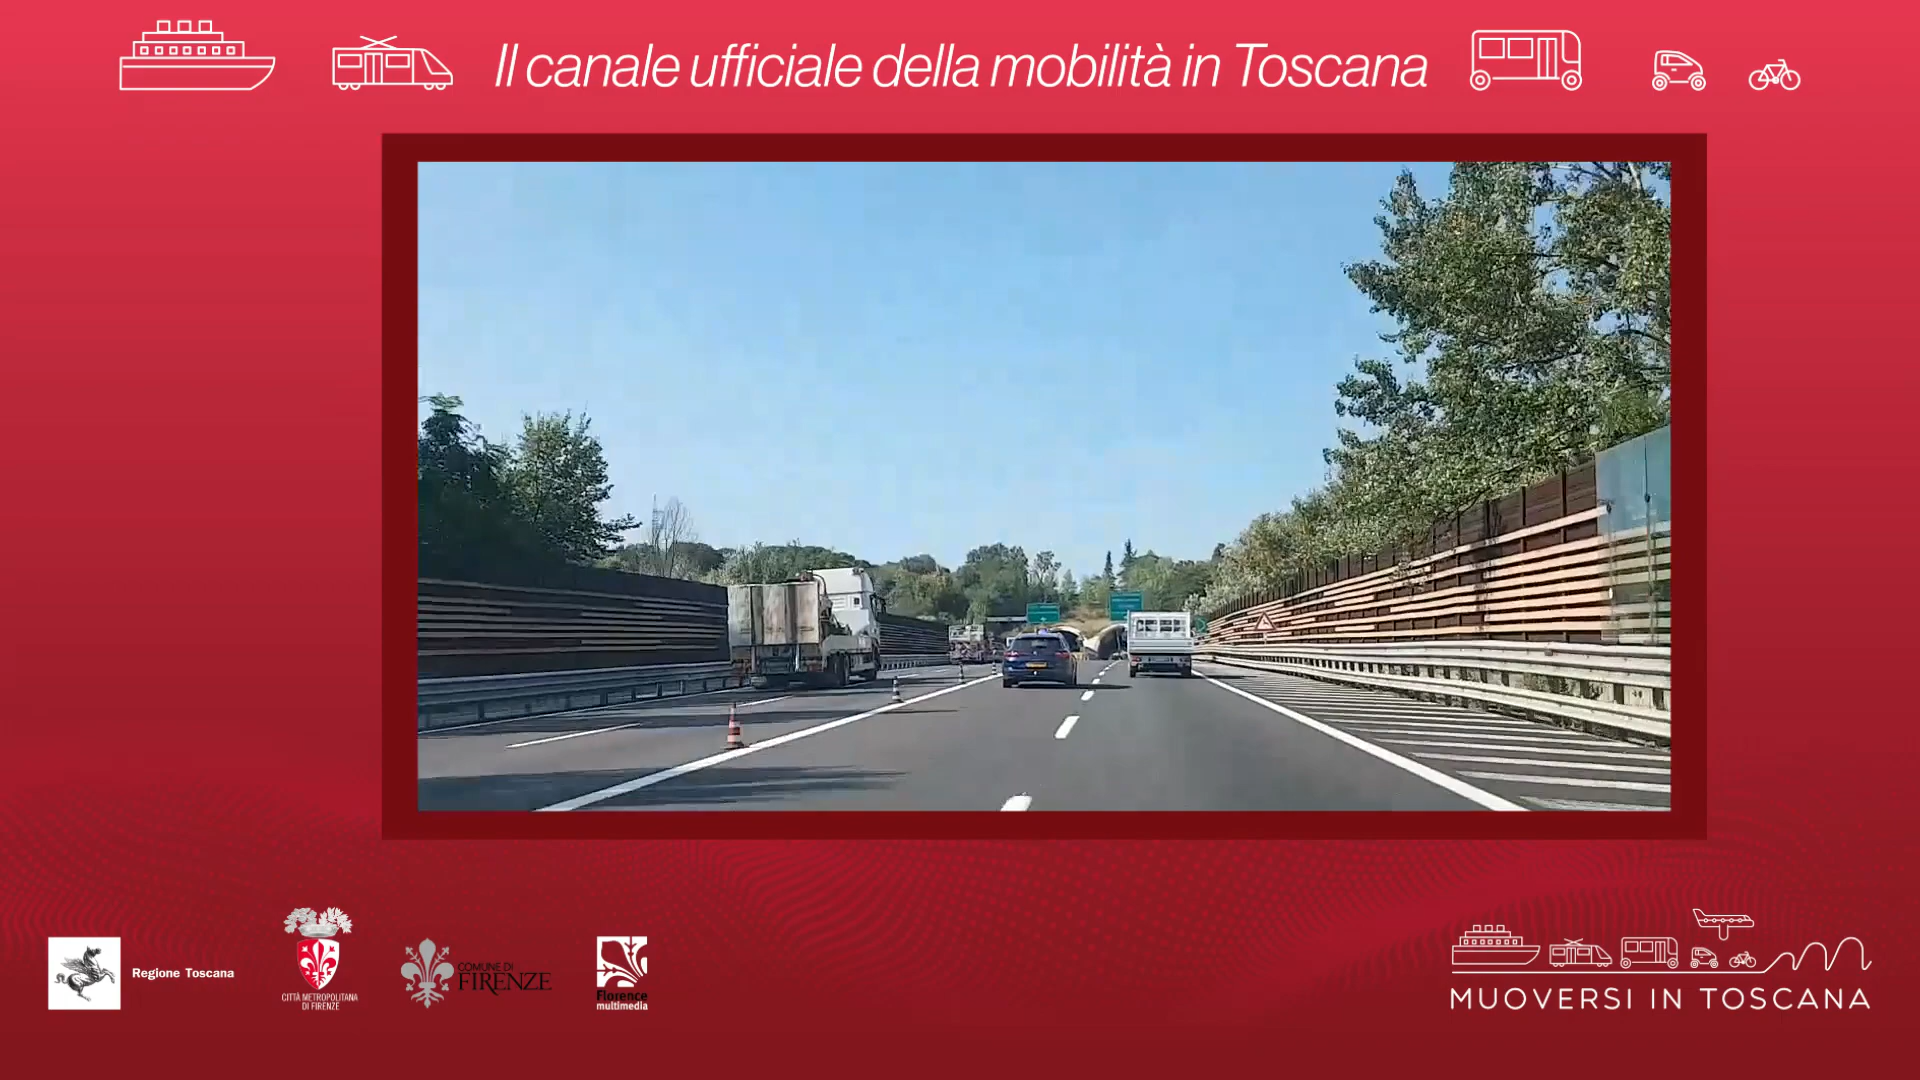 Il canale ufficiale della mobilità in Toscana
Regione Toscana
CITTÀ METROPOLITANA
DI FIRENZE
COMUNE DI
FIRENZE
Florence
multimedia
MUOVERSI IN TOSCANA